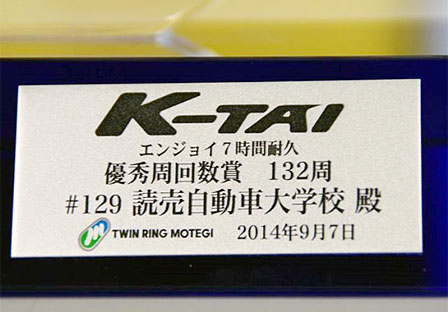 K-TAI
エンジョイ7時間耐久
優秀周回数賞 132周
#129 読売自動車大学校 殿
TWIN RING MOTEGI 2014年9月7日